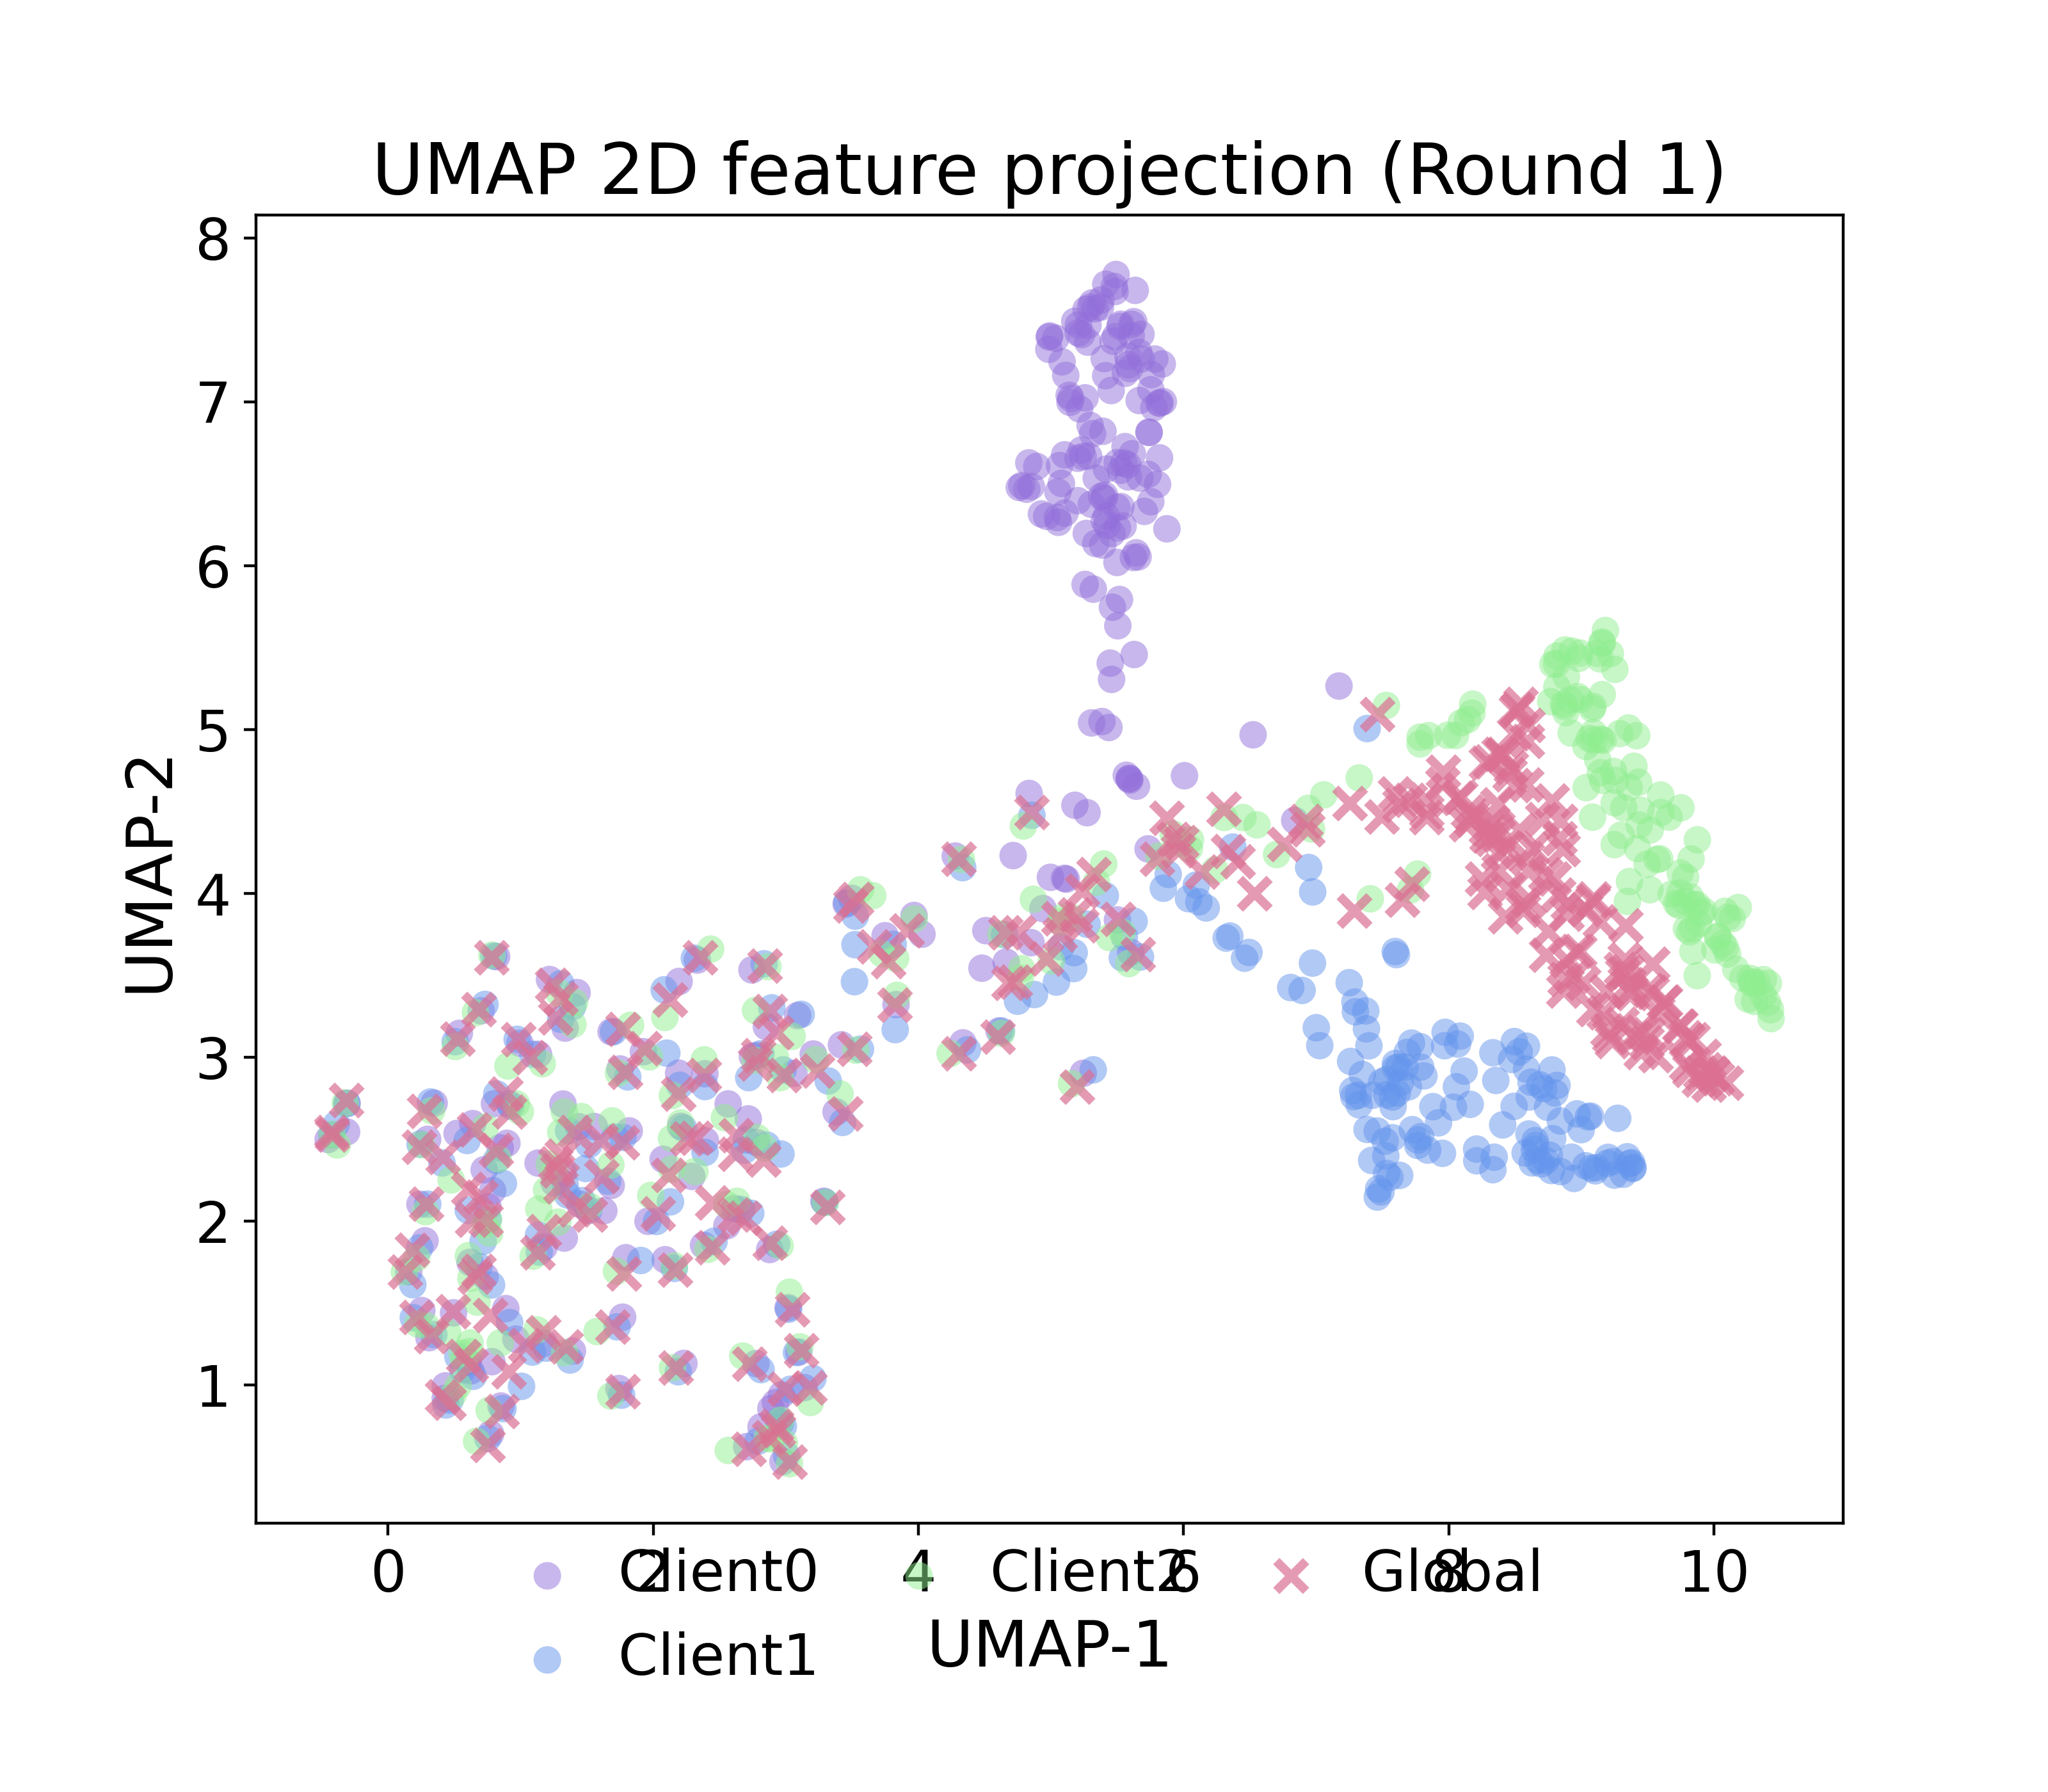 UMAP 2D feature projection (Round 1)
UMAP-2
8
7
6
5
4
3
2
1
0 2 4 6 8 10
Client0 Client2 Global
Client1
UMAP-1